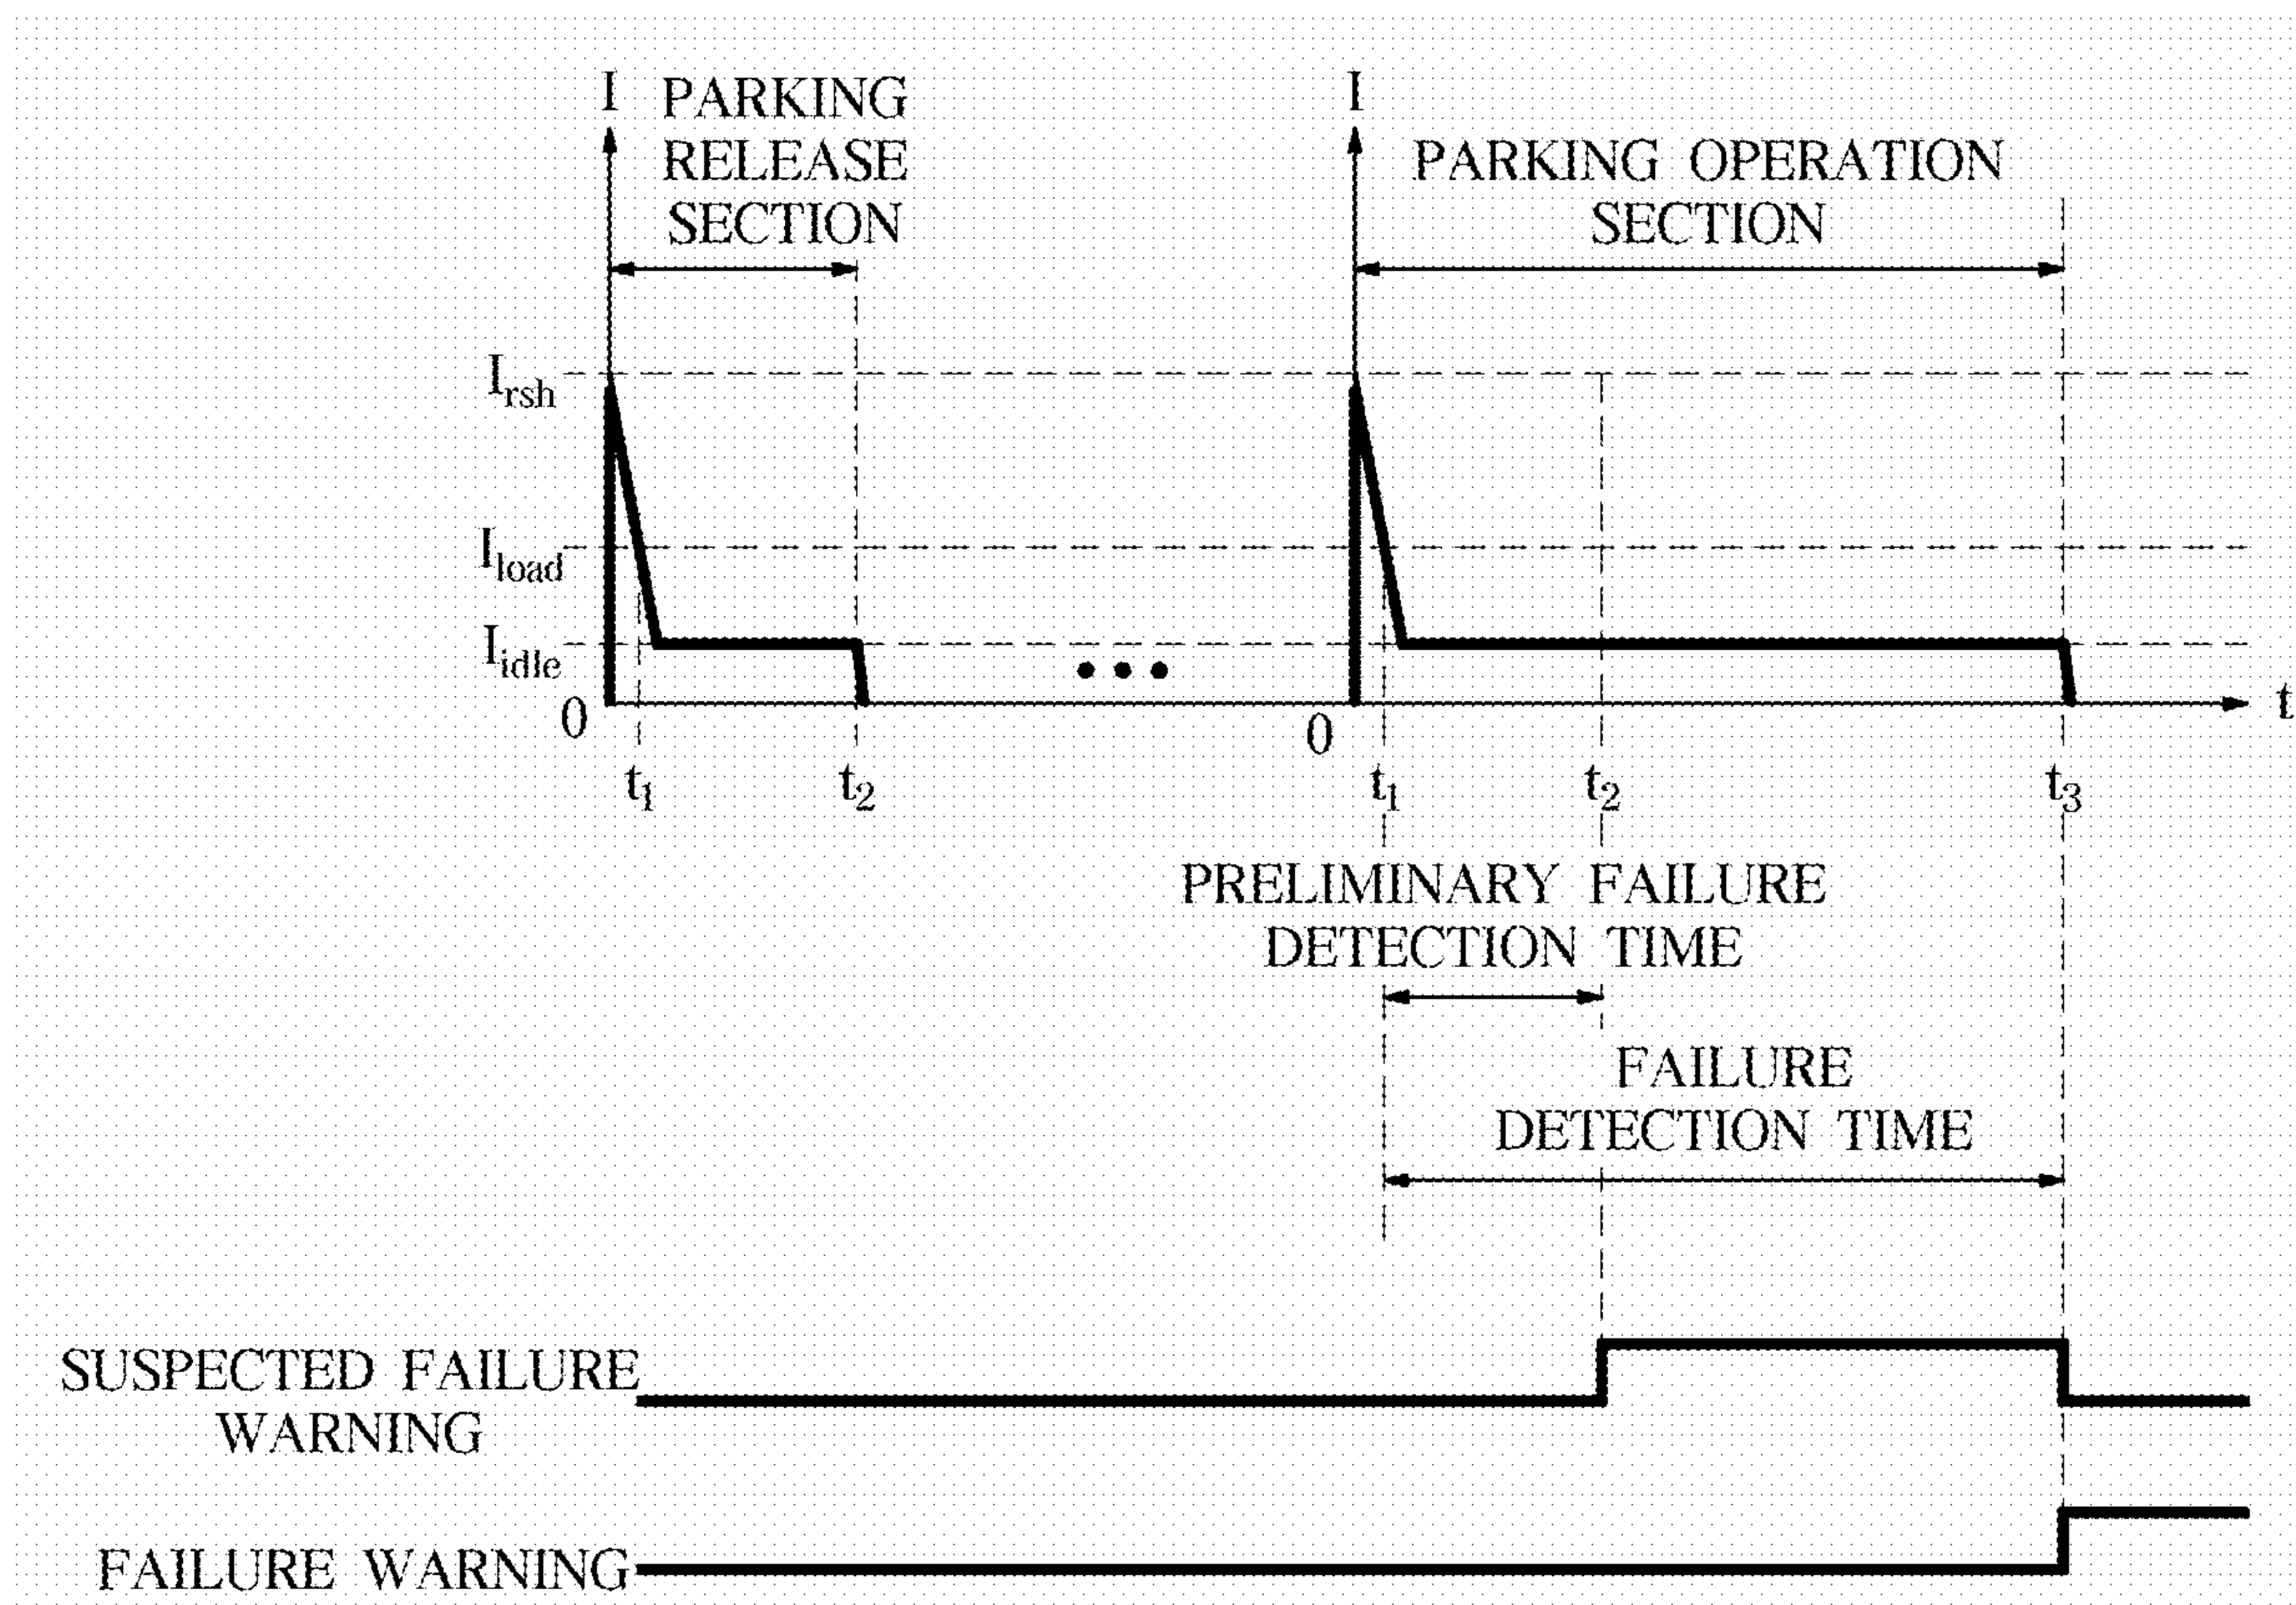 I
PARKING
RELEASE
SECTION
I
PARKING OPERATION
SECTION
Irsh
Iload
Iidle
0
0
t
t1
t2
t1
t2
t3
PRELIMINARY FAILURE
DETECTION TIME
FAILURE
DETECTION TIME
SUSPECTED FAILURE
WARNING
FAILURE WARNING